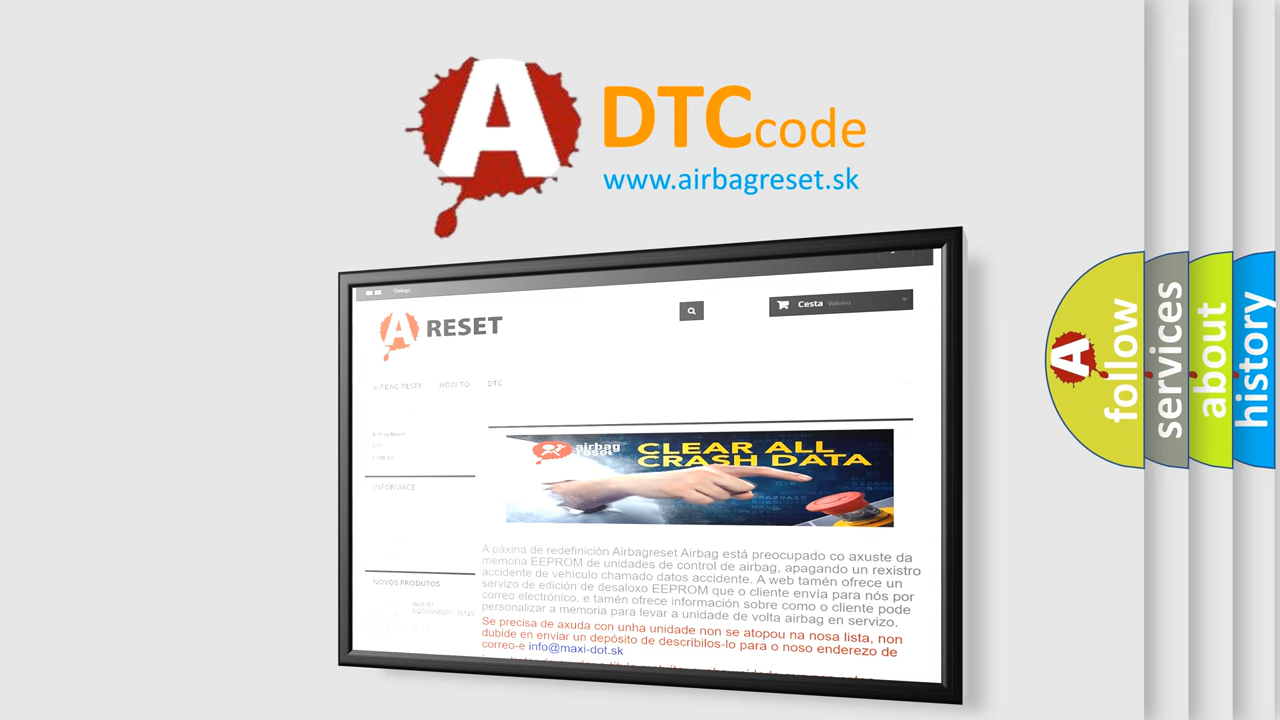 A
DTCcode
www.airbagreset.sk
Galego
A RESET
Cesta Valeiro
AIRBAG RESET HOW TO DTC
Airbag Reset
DTC
HOW TO
INFORMACE
airbag
reset
CLEAR ALL
CRASH DATA
A páxina de redefinición Airbagreset Airbag está preocupado co axuste da
memoria EEPROM de unidades de control de airbag, apagando un rexistro
accidente de vehículo chamado datos accidente. A web tamén ofrece un
servizo de edición de desaloxo EEPROM que o cliente envía para nós por
correo electrónico, e tamén ofrece información sobre como o cliente pode
personalizar a memoria para levar a unidade de volta airbag en servizo.
Se precisa de axuda con unha unidade non se atopou na nosa lista, non
dubide en enviar un depósito de describilos-lo para o noso enderezo de
correo-e info@maxi-dot.sk
NOVOS PRODUTOS
A
follow
services
about
history